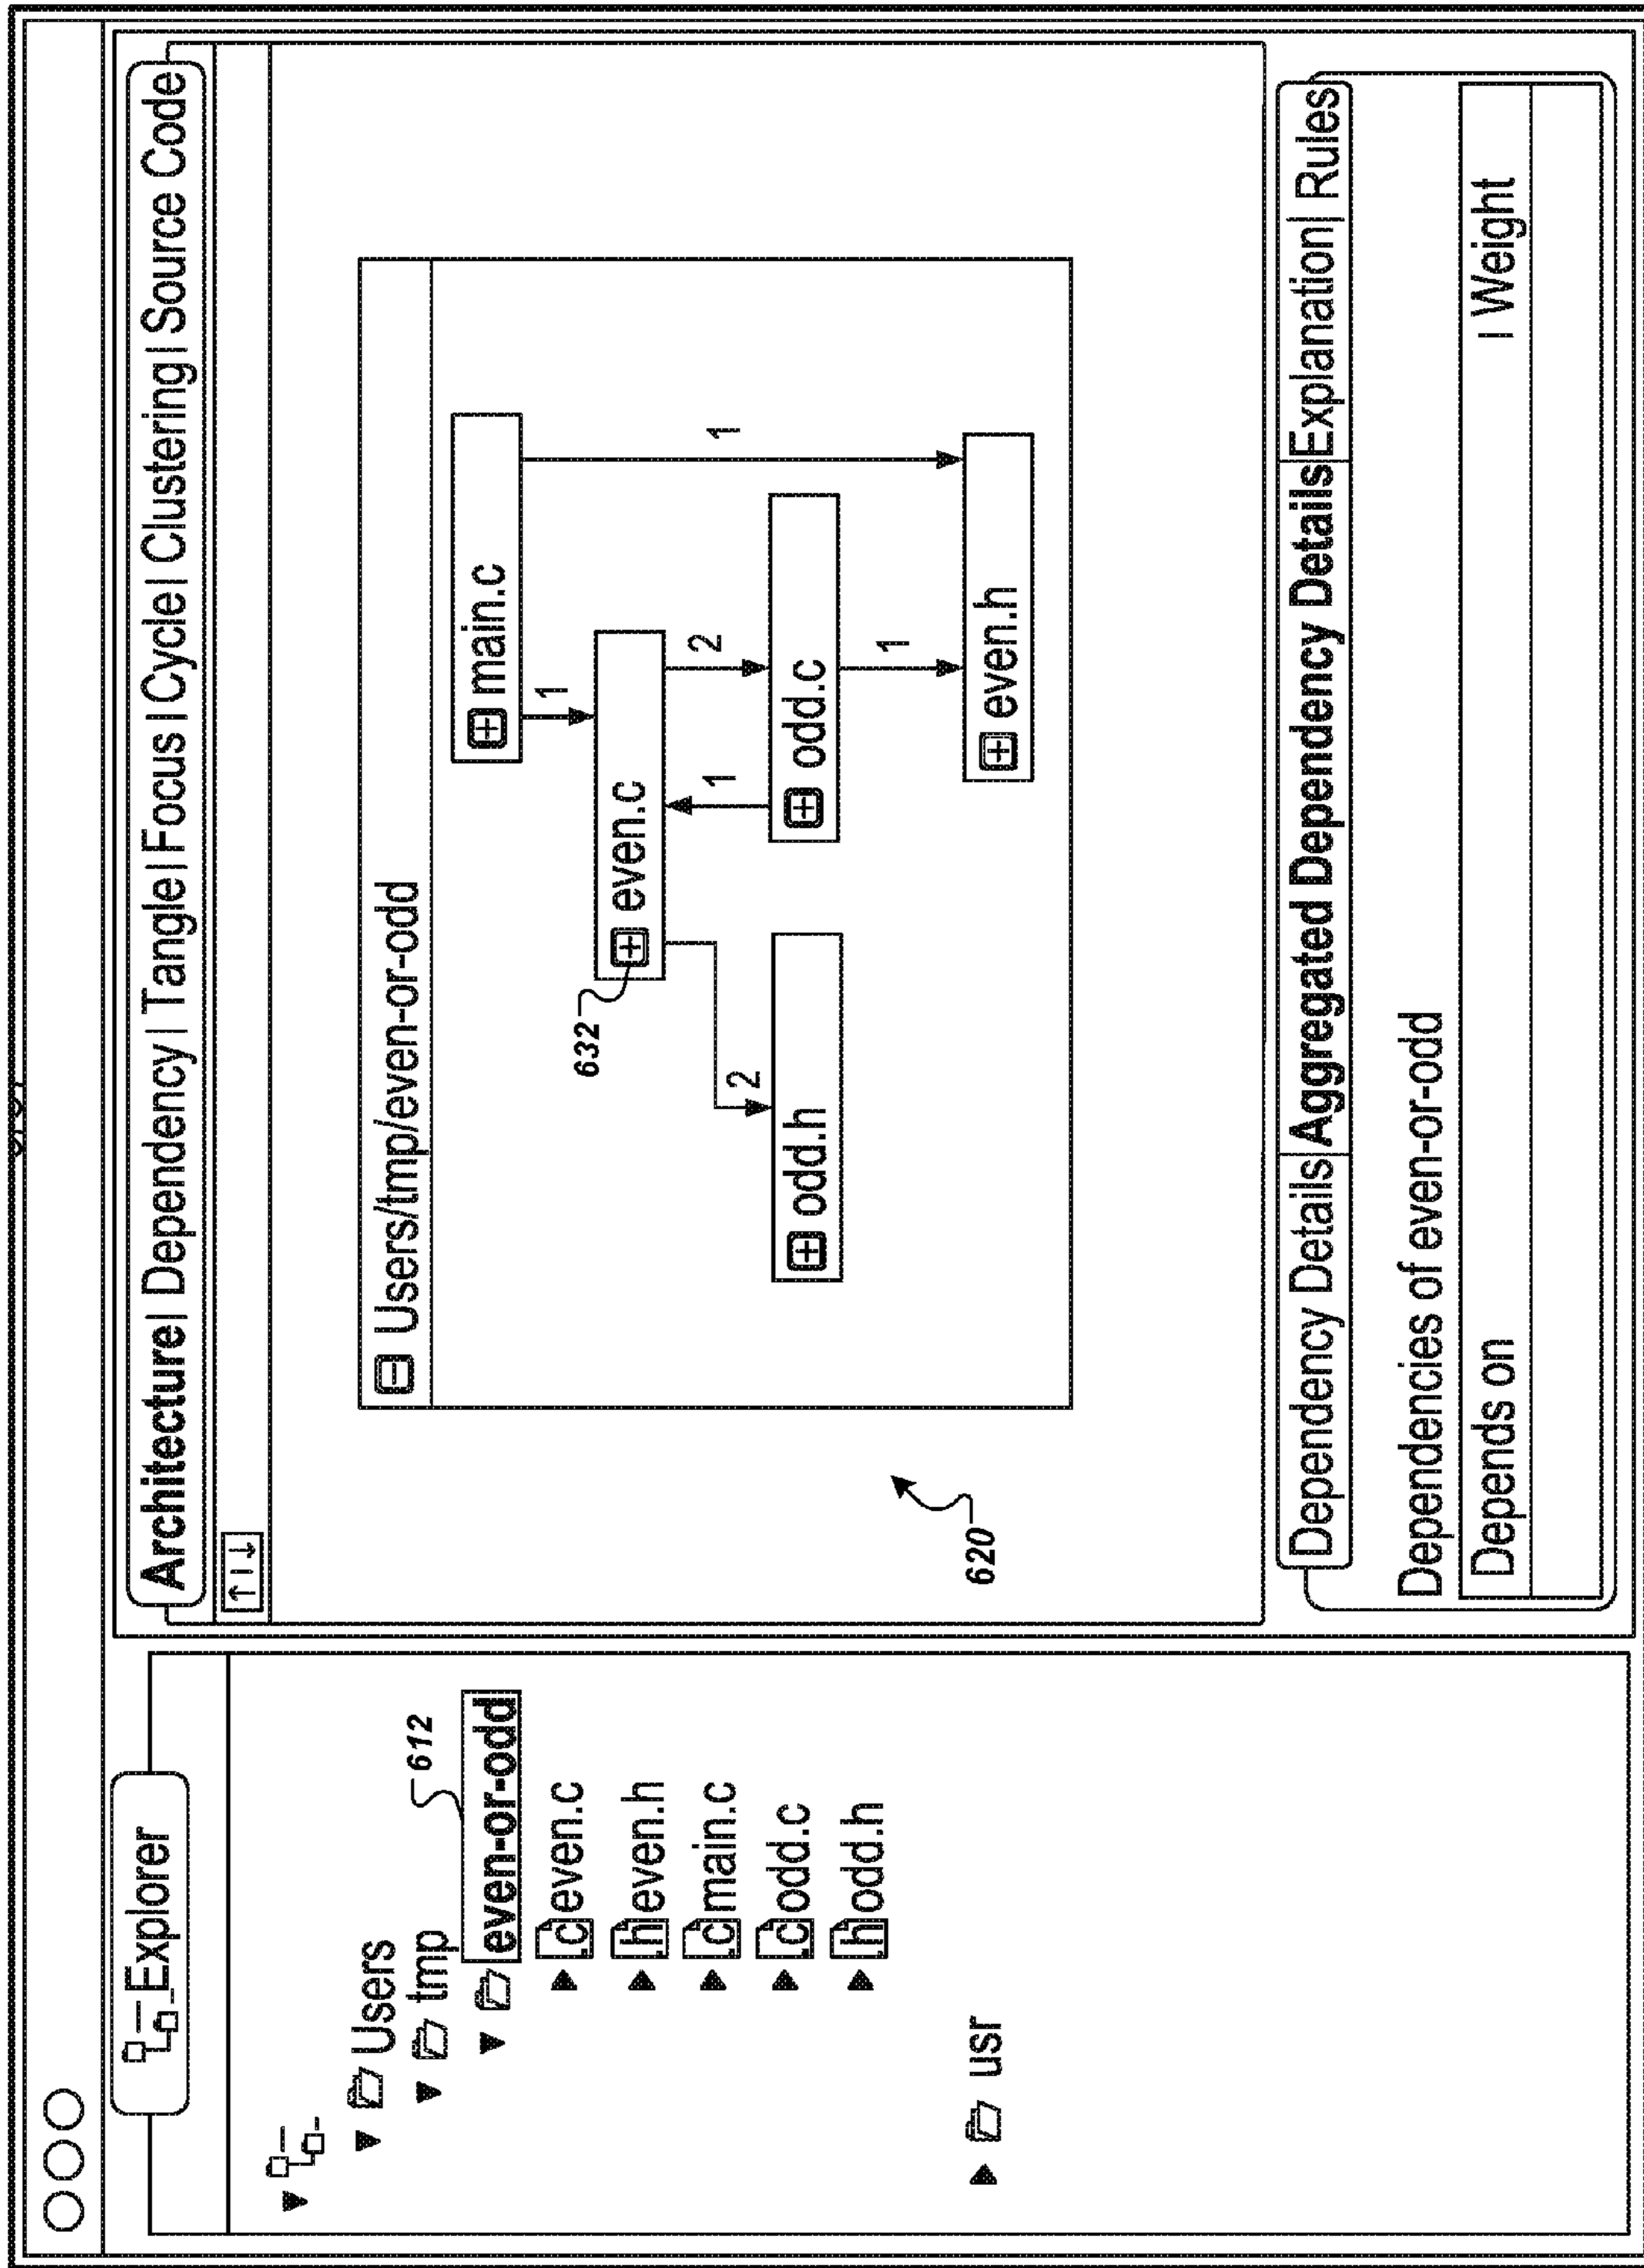 Explorer
Users
tmp
612
even-or-odd
.c even.c
.h even.h
.c main.c
.c odd.c
.h odd.h
usr
Architecture | Dependency | Tangle | Focus | Cycle | Clustering | Source Code
Users/tmp/even-or-odd
main.c
1
632
even.c
1
2
1
2
odd.h
odd.c
1
even.h
620
Dependency Details | Aggregated Dependency Details | Explanation | Rules
Dependencies of even-or-odd
Depends on | Weight